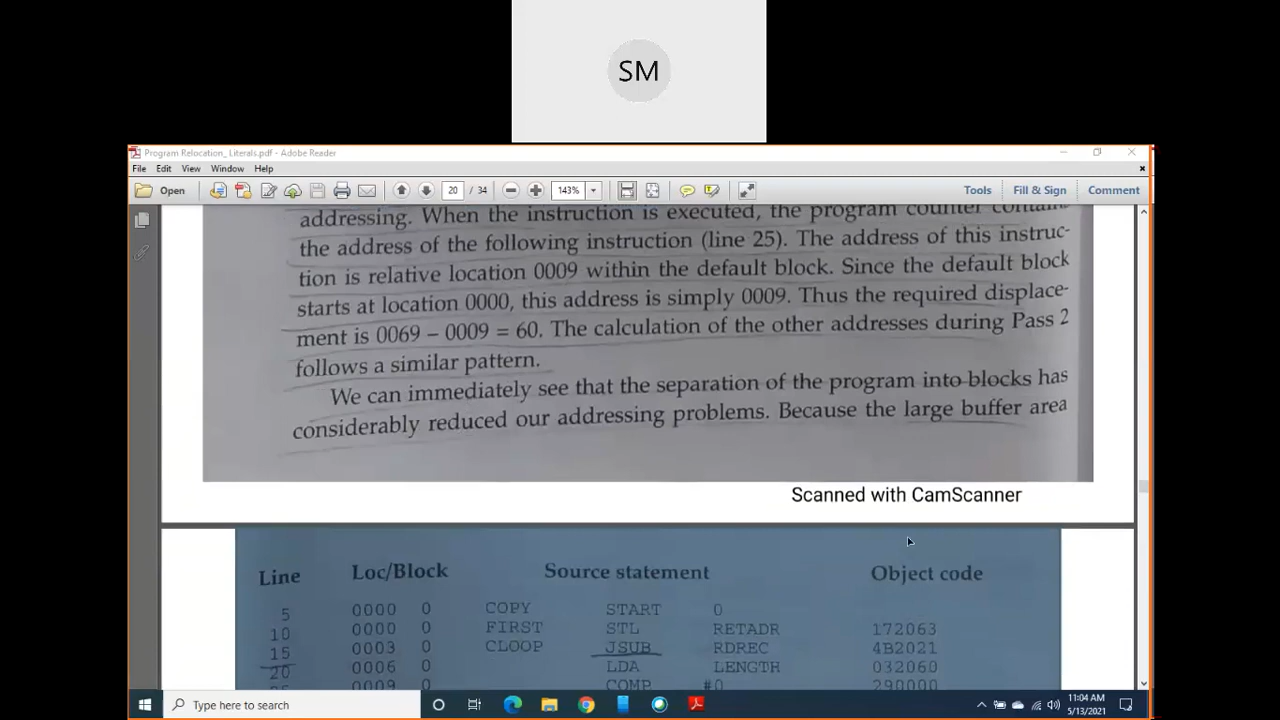 SM
Program Relocation_ Literals.pdf - Adobe Reader
File Edit View Window Help
Open 20 / 34 143% Tools Fill & Sign Comment
addressing. When the instruction is executed, the program counter contains
the address of the following instruction (line 25). The address of this instruc-
tion is relative location 0009 within the default block. Since the default block
starts at location 0000, this address is simply 0009. Thus the required displace-
ment is 0069 – 0009 = 60. The calculation of the other addresses during Pass 2
follows a similar pattern.
We can immediately see that the separation of the program into blocks has
considerably reduced our addressing problems. Because the large buffer area
Scanned with CamScanner
Line Loc/Block Source statement Object code
5 0000 0 COPY START 0
10 0000 0 FIRST STL RETADR 172063
15 0003 0 CLOOP JSUB RDREC 4B2021
20 0006 0 LDA LENGTH 032060
0009 0 COMP #0 290000
Type here to search
11:04 AM
5/13/2021